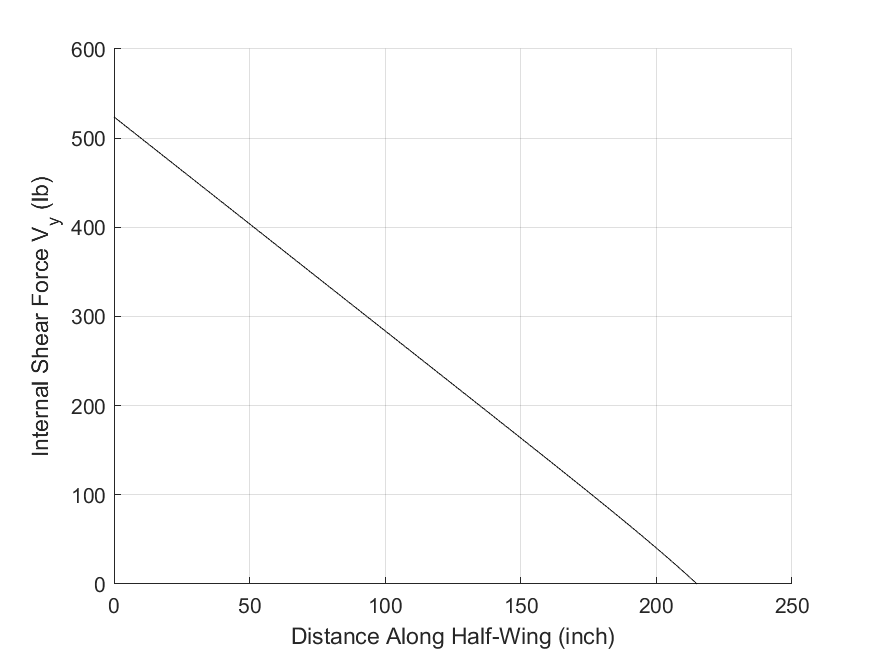 600
500
400
300
200
100
0
Internal Shear Force V_y (lb)
0 50 100 150 200 250
Distance Along Half-Wing (inch)